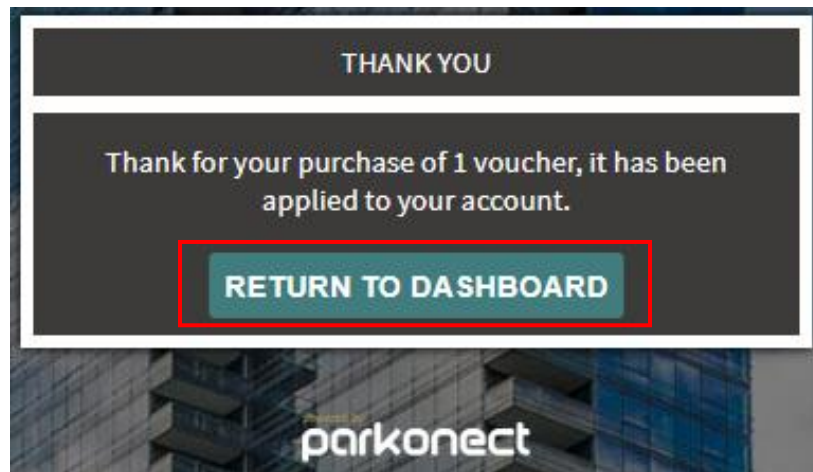 THANK YOU
Thank for your purchase of 1 voucher, it has been
applied to your account.
RETURN TO DASHBOARD
parkonect